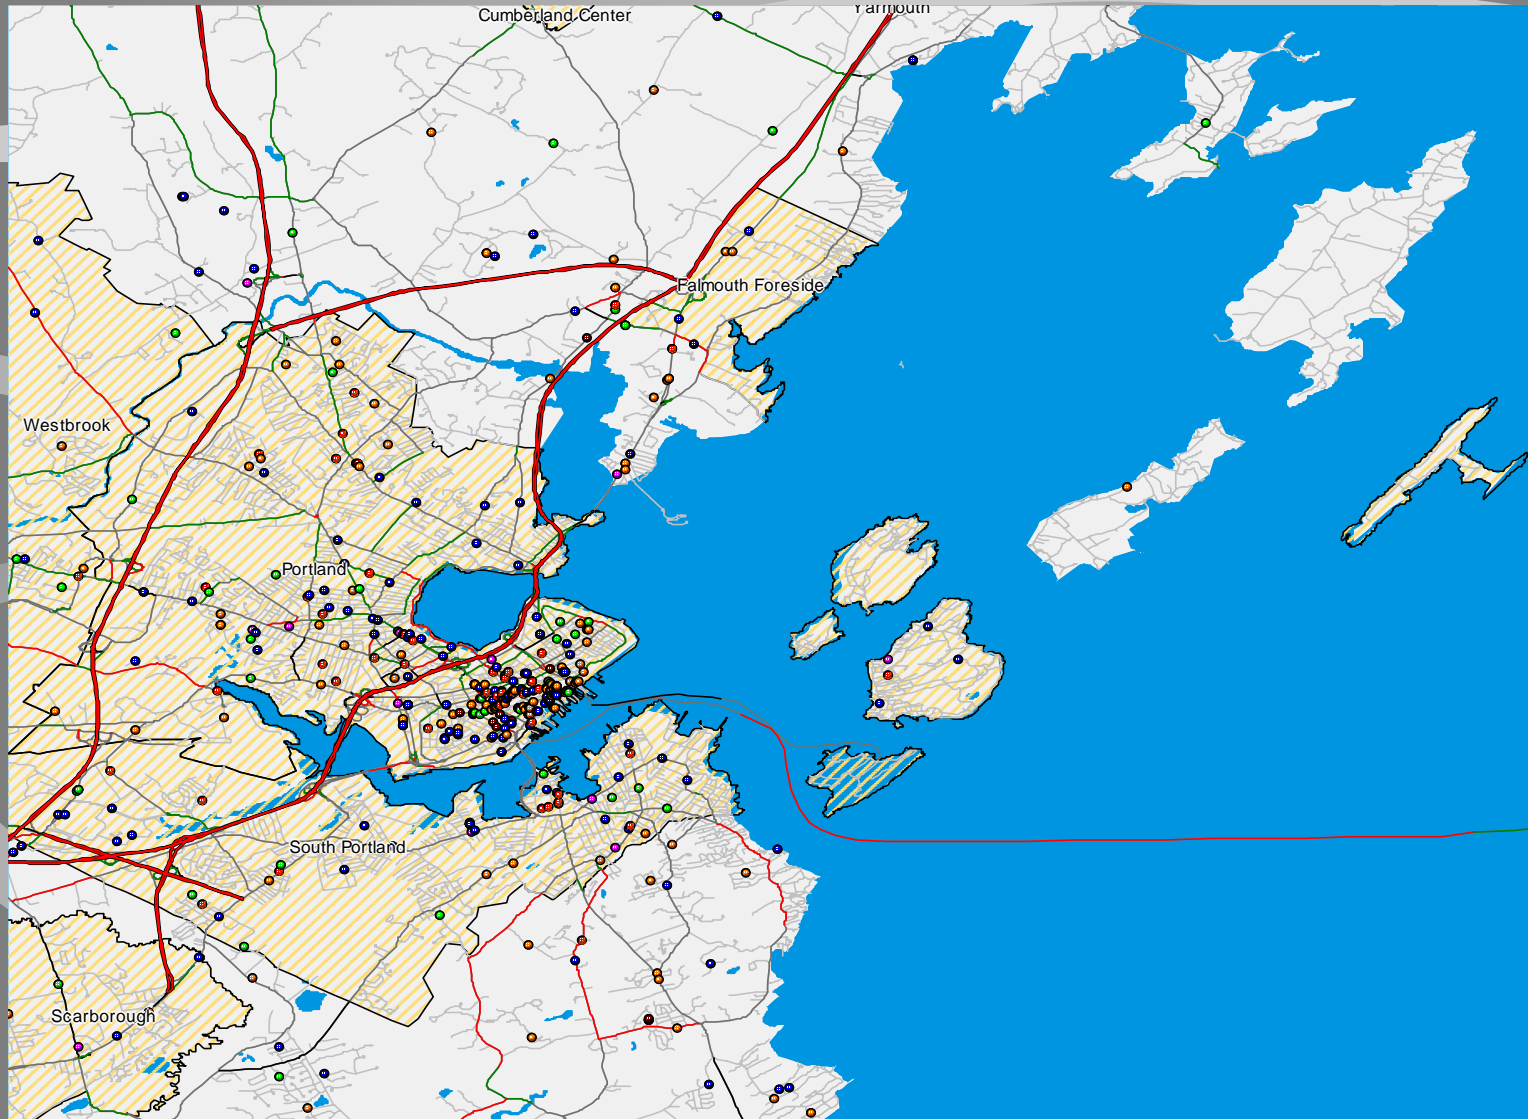 Cumberland Center
Yarmouth
Falmouth Foreside
Westbrook
Portland
South Portland
Scarborough